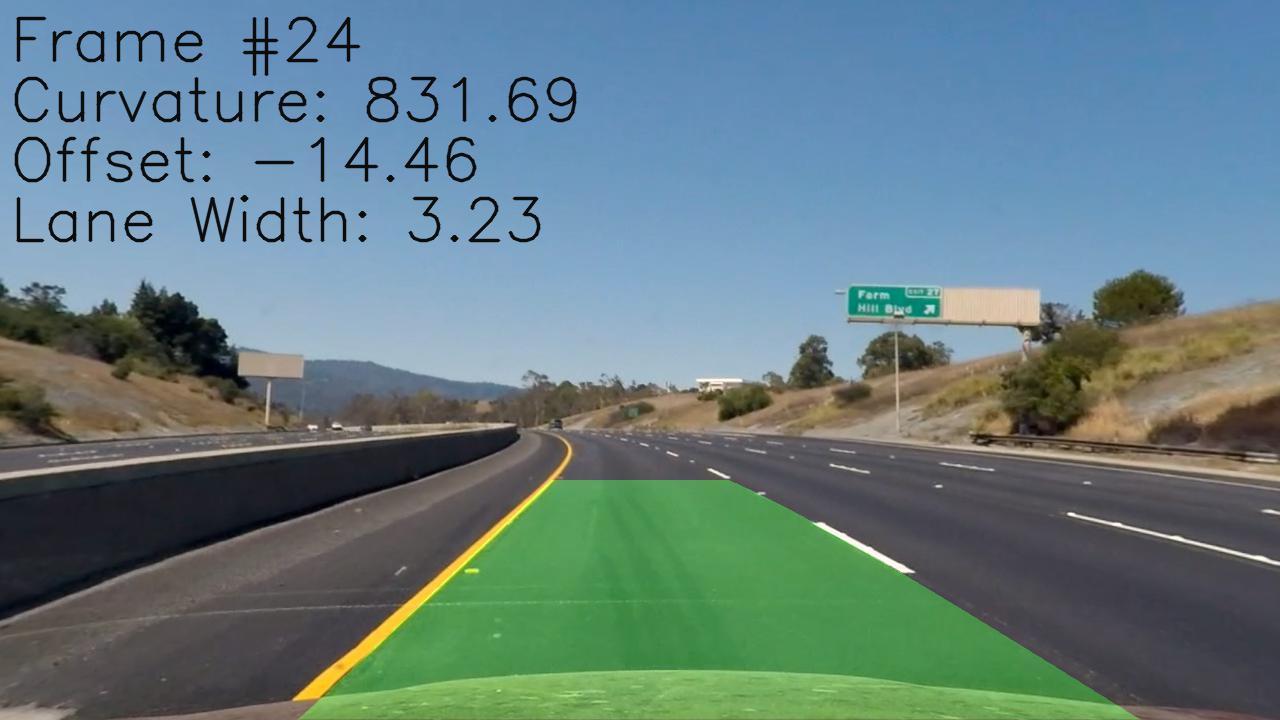 Frame #24
Curvature: 831.69
Offset: -14.46
Lane Width: 3.23
EXIT 27
Farm
Hill Blvd